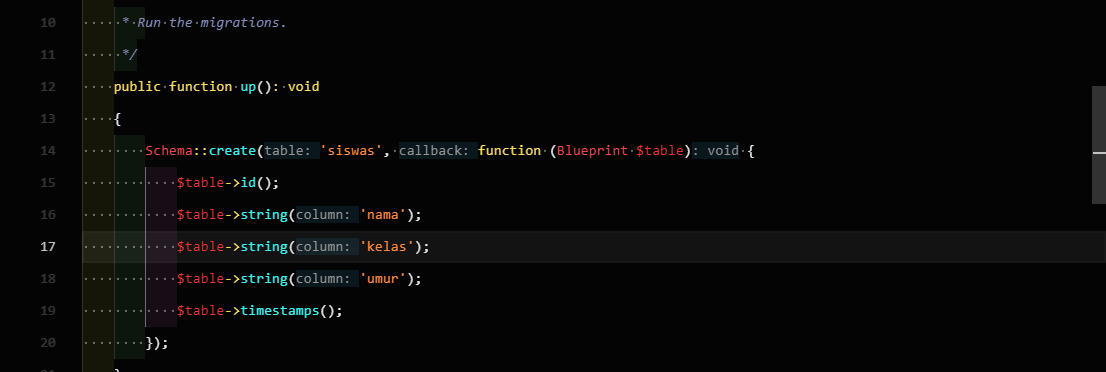 10 * Run the migrations.
11 */
12 public function up(): void
13 {
14 Schema::create(table: 'siswas', callback: function (Blueprint $table): void {
15 $table->id();
16 $table->string(column: 'nama');
17 $table->string(column: 'kelas');
18 $table->string(column: 'umur');
19 $table->timestamps();
20 });